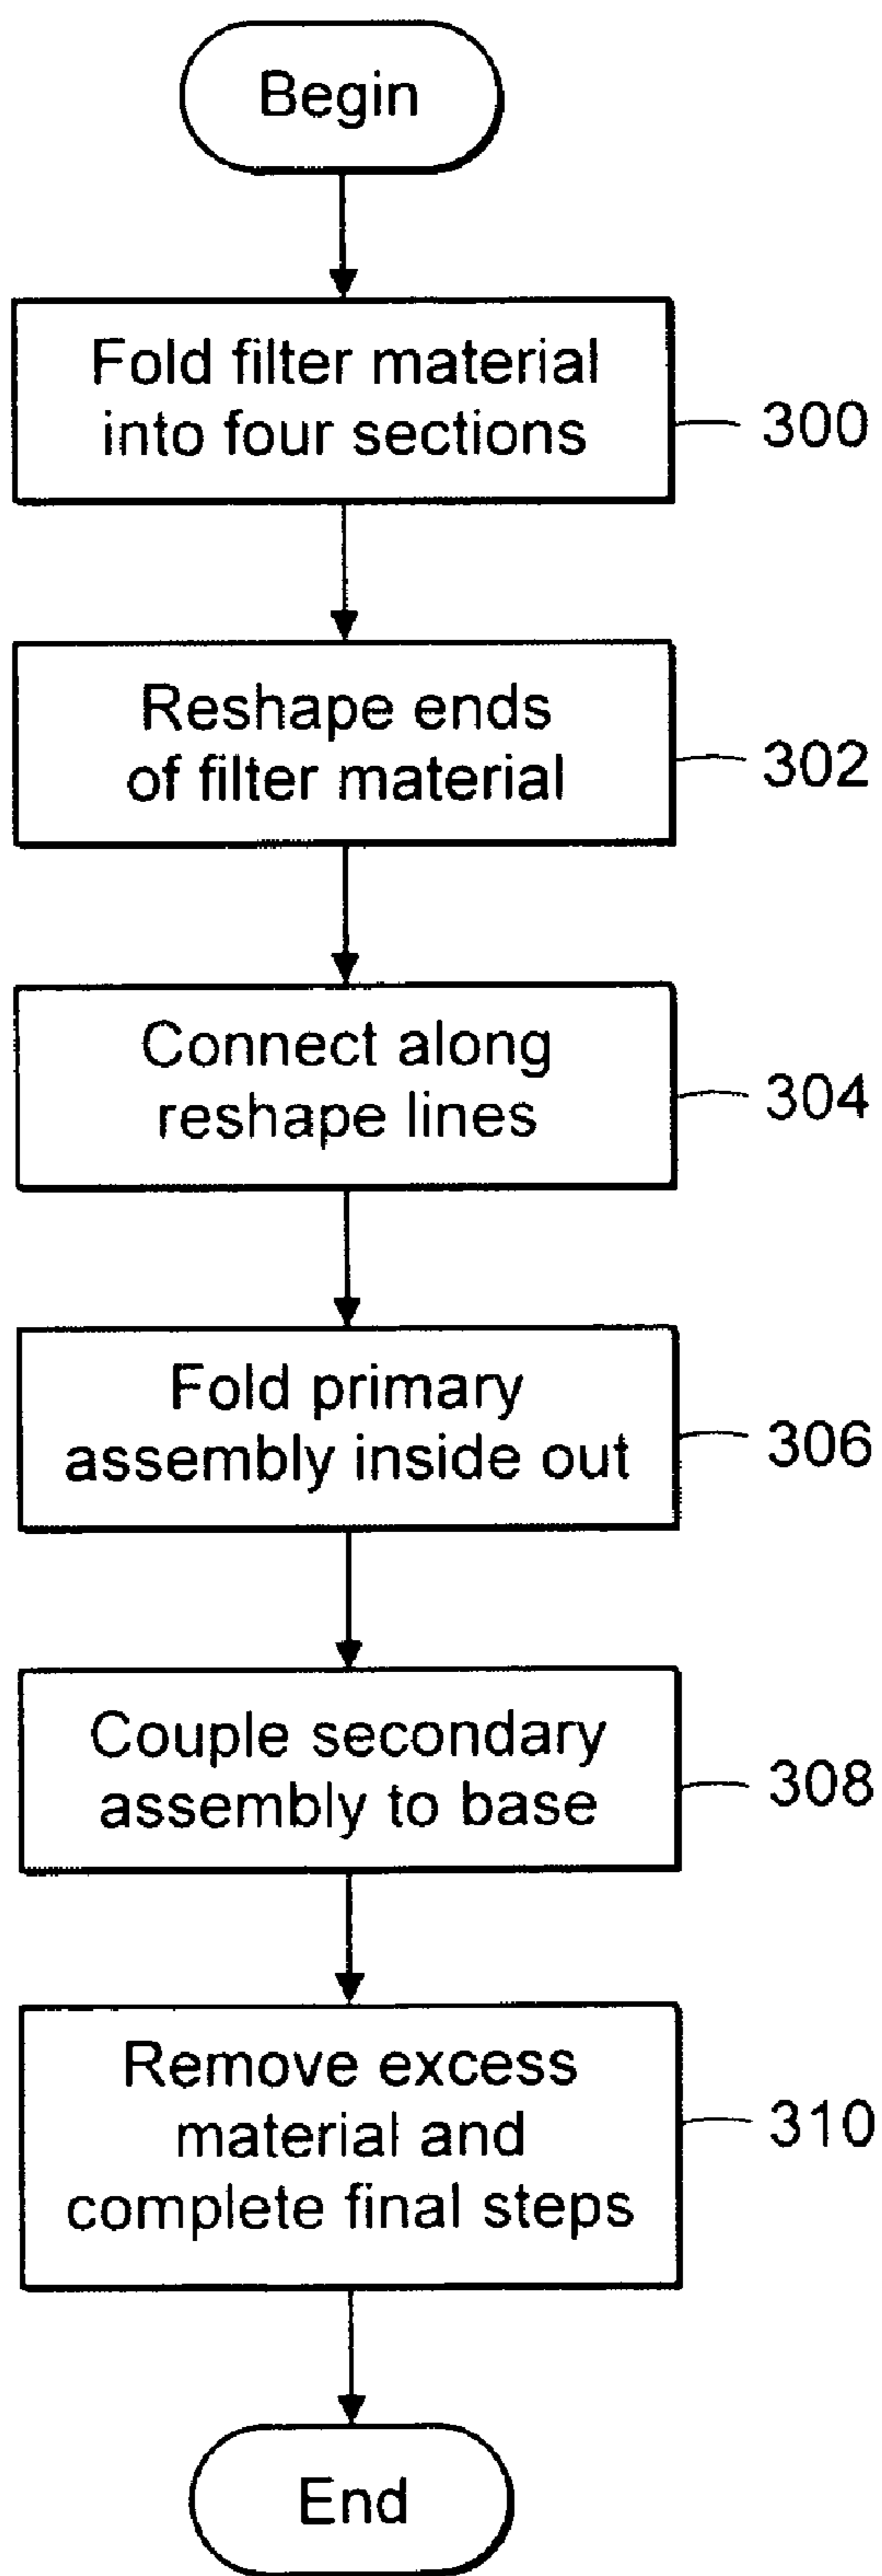 Begin
Fold filter material
into four sections
300
Reshape ends
of filter material
302
Connect along
reshape lines
304
Fold primary
assembly inside out
306
Couple secondary
assembly to base
308
Remove excess
material and
complete final steps
310
End